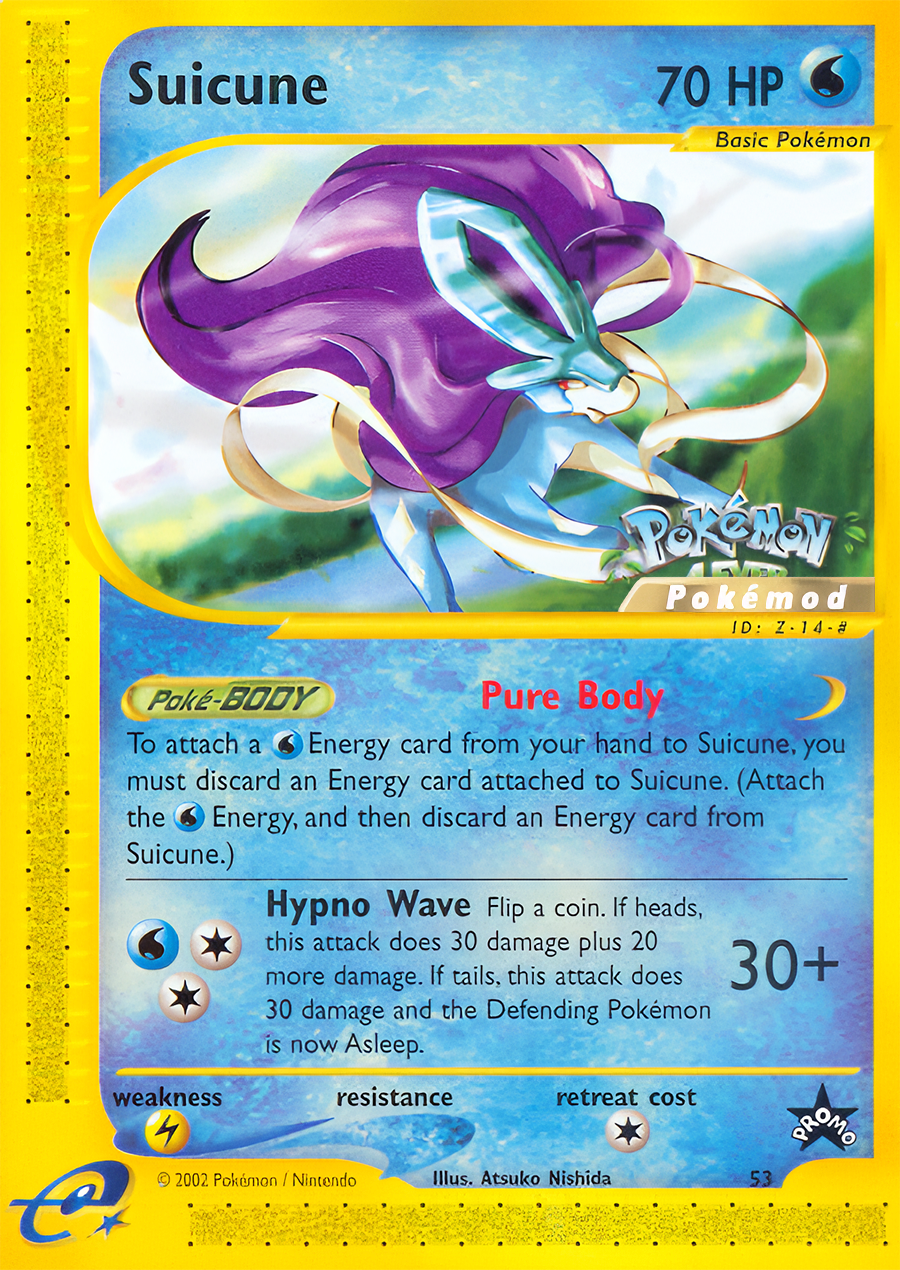 Suicune 70 HP
Basic Pokémon
POKéMON
4EVER
Pokémod
ID: Z-14-#
Poké-BODY Pure Body
To attach a Energy card from your hand to Suicune, you
must discard an Energy card attached to Suicune. (Attach
the Energy, and then discard an Energy card from
Suicune.)
Hypno Wave Flip a coin. If heads,
this attack does 30 damage plus 20
more damage. If tails, this attack does
30 damage and the Defending Pokémon
is now Asleep.
30+
weakness resistance retreat cost
PROMO
© 2002 Pokémon / Nintendo Illus. Atsuko Nishida 53